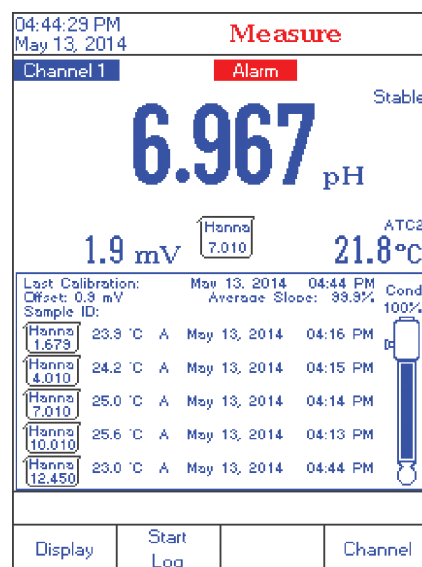 04:44:29 PM
May 13, 2014
Measure
Channel 1
Alarm
Stable
6.967 pH
Hanna
7.010
ATC2
1.9 mV
21.8°C
Last Calibration: May 13, 2014 04:44 PM
Offset: 0.9 mV Average Slope: 99.9%
Sample ID:
Cond
100%
Hanna
1.679 23.9 °C A May 13, 2014 04:16 PM
Hanna
4.010 24.2 °C A May 13, 2014 04:15 PM
Hanna
7.010 25.0 °C A May 13, 2014 04:14 PM
Hanna
10.010 25.6 °C A May 13, 2014 04:13 PM
Hanna
12.450 23.0 °C A May 13, 2014 04:44 PM
Display
Start
Log
Channel